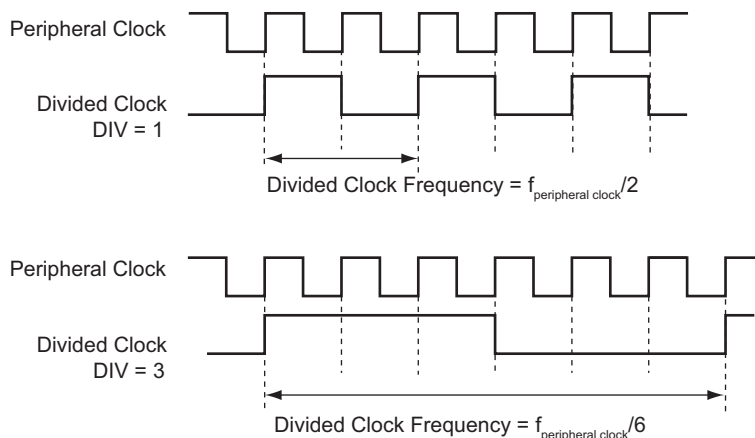 Peripheral Clock
Divided Clock
DIV = 1
Divided Clock Frequency = fperipheral clock/2
Peripheral Clock
Divided Clock
DIV = 3
Divided Clock Frequency = fperipheral clock/6